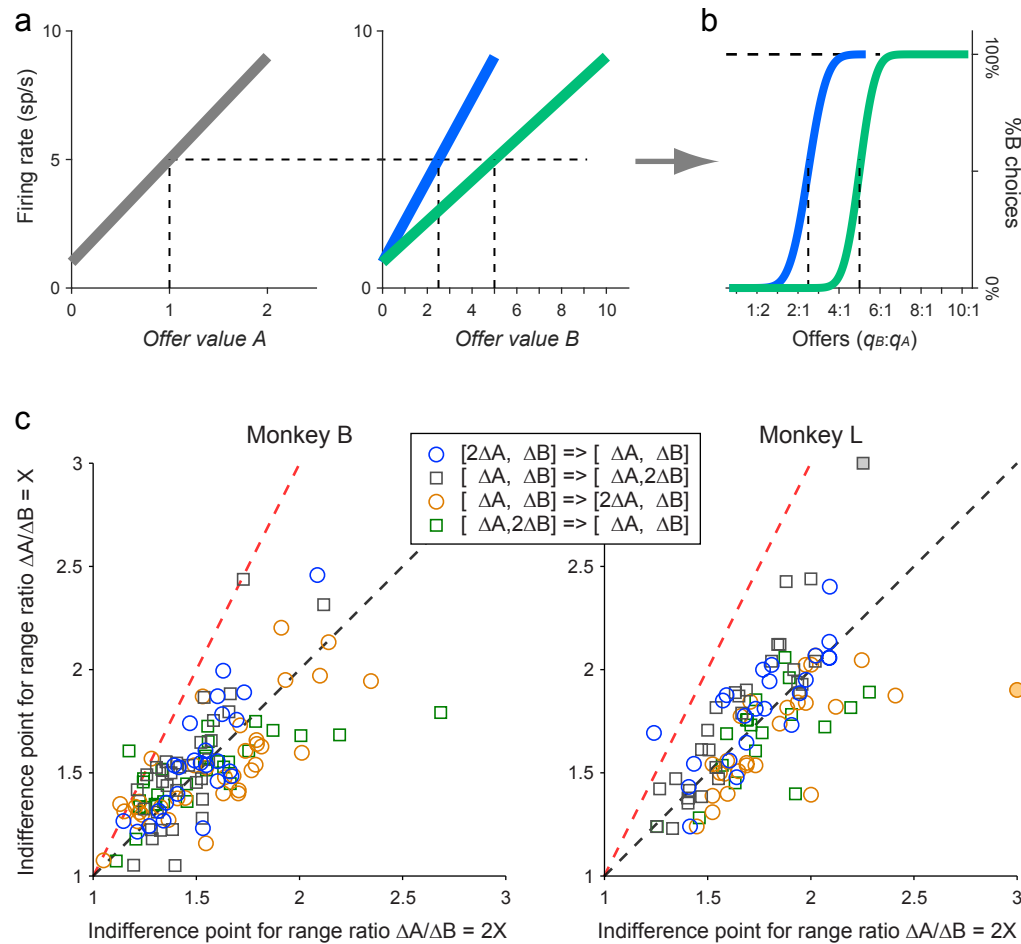 a
b
Firing rate (sp/s)
10
5
0
0
1
2
Offer value A
10
0
0
2
4
6
8
10
Offer value B
100%
0%
%B choices
1:2
2:1
4:1
6:1
8:1
10:1
Offers (qB:qA)
c
Monkey B
Monkey L
[2ΔA, ΔB] => [ ΔA, ΔB]
[ ΔA, ΔB] => [ ΔA,2ΔB]
[ ΔA, ΔB] => [2ΔA, ΔB]
[ ΔA,2ΔB] => [ ΔA, ΔB]
Indifference point for range ratio ΔA/ΔB = X
3
2.5
2
1.5
1
1
1.5
2
2.5
3
Indifference point for range ratio ΔA/ΔB = 2X
3
2.5
2
1.5
1
1
1.5
2
2.5
3
Indifference point for range ratio ΔA/ΔB = 2X